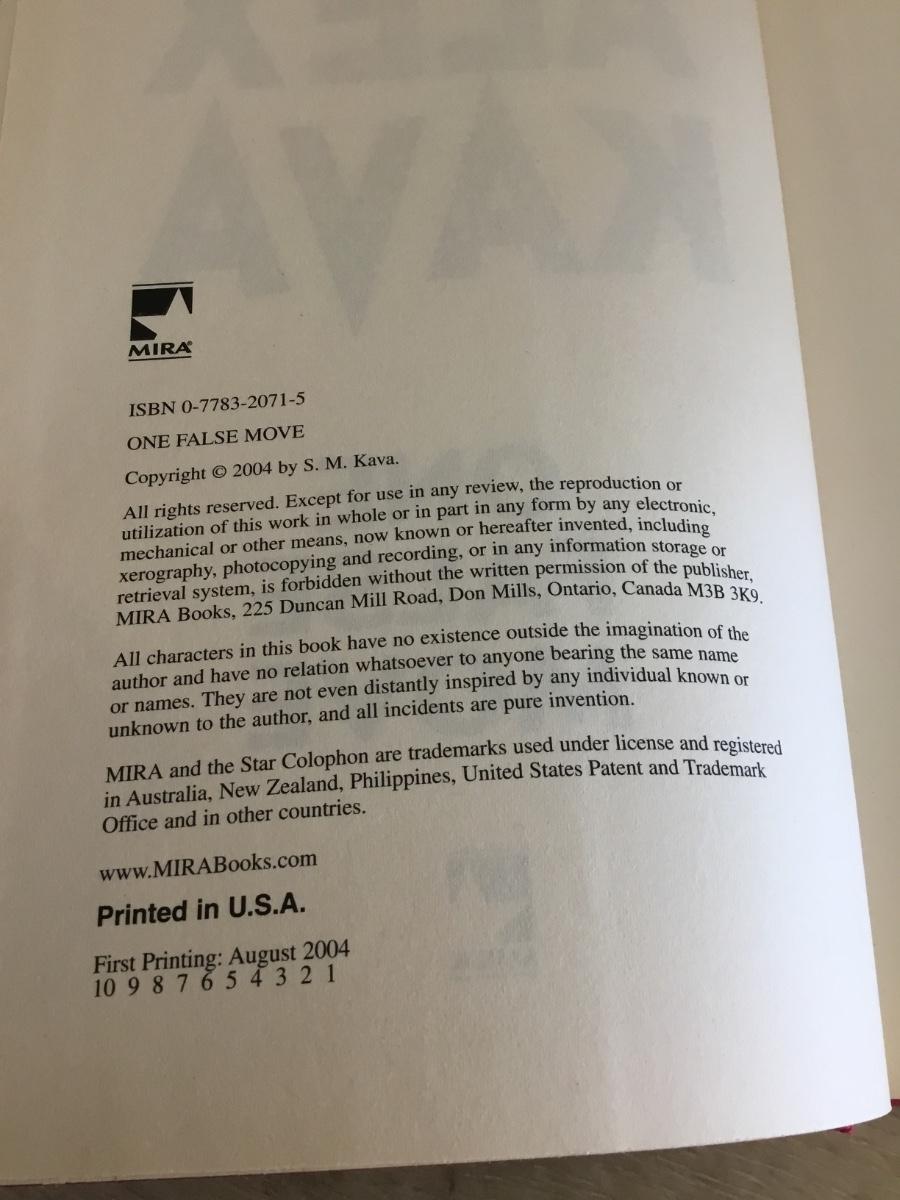 MIRA®
ISBN 0-7783-2071-5
ONE FALSE MOVE
Copyright © 2004 by S. M. Kava.
All rights reserved. Except for use in any review, the reproduction or
utilization of this work in whole or in part in any form by any electronic,
mechanical or other means, now known or hereafter invented, including
xerography, photocopying and recording, or in any information storage or
retrieval system, is forbidden without the written permission of the publisher,
MIRA Books, 225 Duncan Mill Road, Don Mills, Ontario, Canada M3B 3K9.
All characters in this book have no existence outside the imagination of the
author and have no relation whatsoever to anyone bearing the same name
or names. They are not even distantly inspired by any individual known or
unknown to the author, and all incidents are pure invention.
MIRA and the Star Colophon are trademarks used under license and registered
in Australia, New Zealand, Philippines, United States Patent and Trademark
Office and in other countries.
www.MIRABooks.com
Printed in U.S.A.
First Printing: August 2004
10 9 8 7 6 5 4 3 2 1